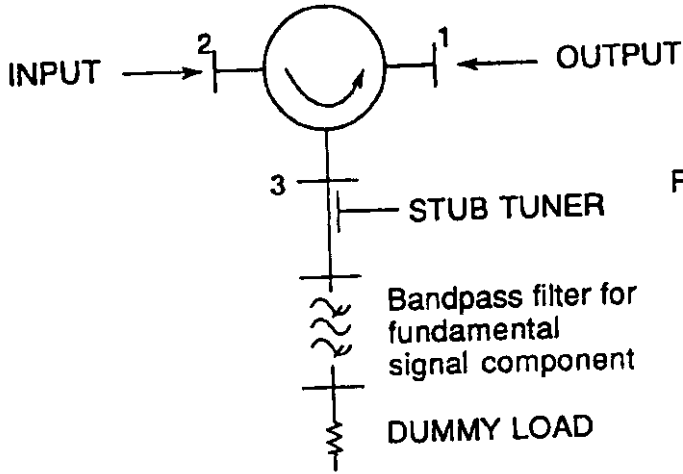 2
1
INPUT
OUTPUT
3
F
STUB TUNER
Bandpass filter for
fundamental
signal component
DUMMY LOAD